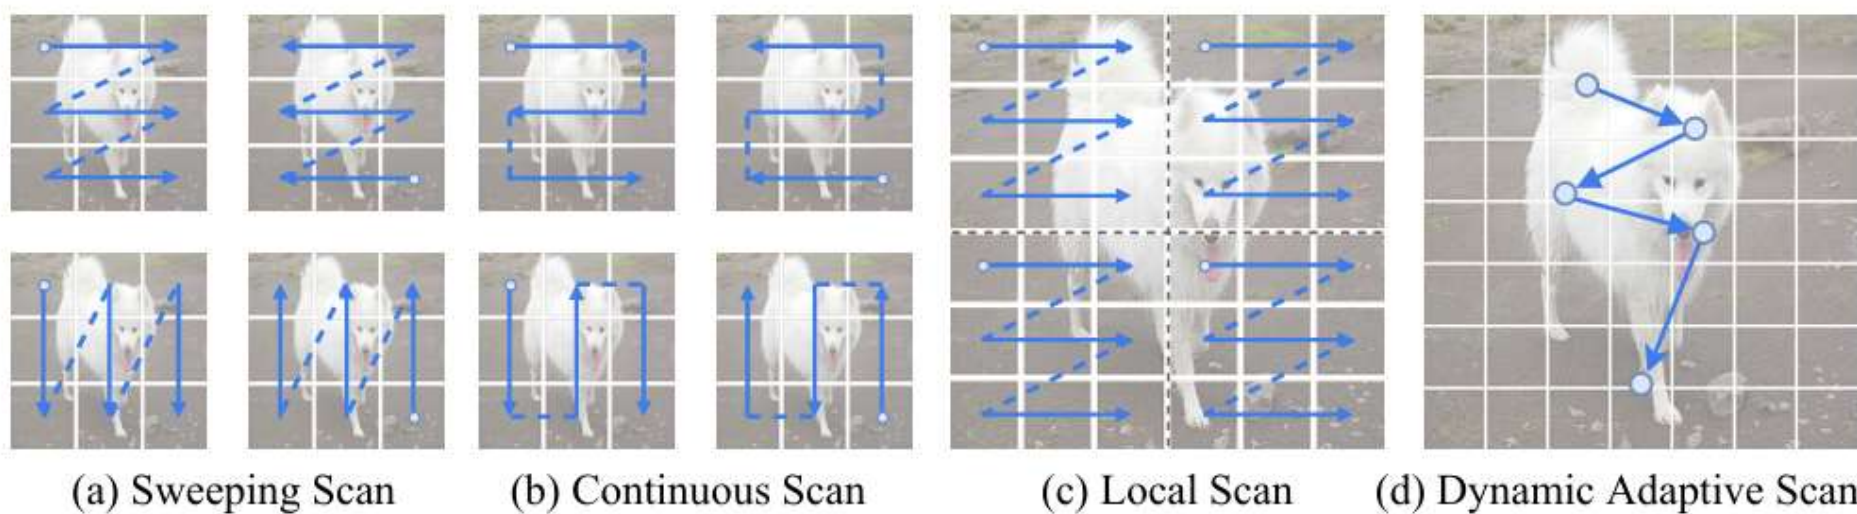 (a) Sweeping Scan
(b) Continuous Scan
(c) Local Scan
(d) Dynamic Adaptive Scan